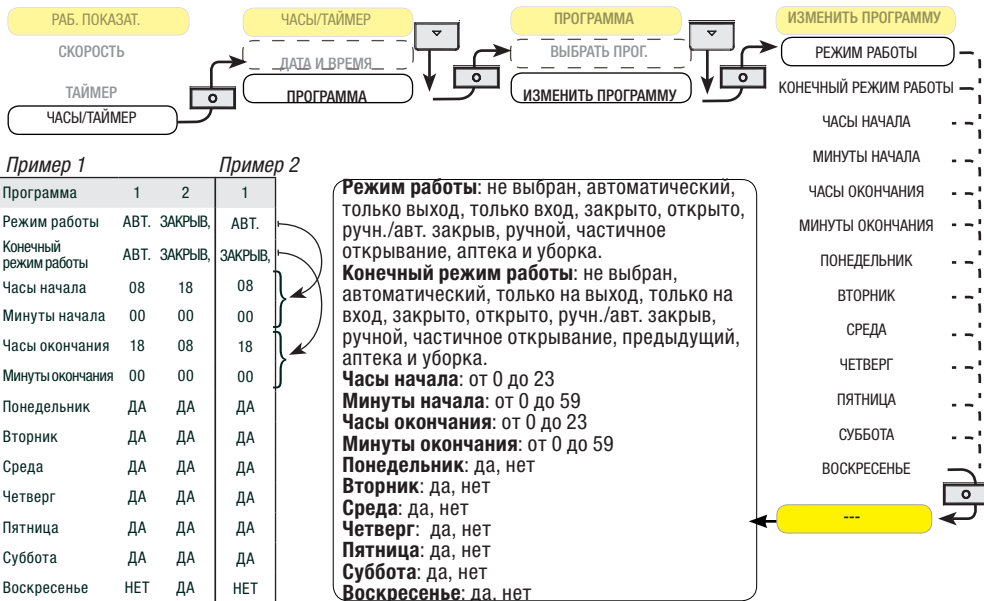 РАБ. ПОКАЗАТ.
СКОРОСТЬ
ТАЙМЕР
ЧАСЫ/ТАЙМЕР
ЧАСЫ/ТАЙМЕР
ДАТА И ВРЕМЯ
ПРОГРАММА
ПРОГРАММА
ВЫБРАТЬ ПРОГ.
ИЗМЕНИТЬ ПРОГРАММУ
ИЗМЕНИТЬ ПРОГРАММУ
РЕЖИМ РАБОТЫ
КОНЕЧНЫЙ РЕЖИМ РАБОТЫ
ЧАСЫ НАЧАЛА
МИНУТЫ НАЧАЛА
ЧАСЫ ОКОНЧАНИЯ
МИНУТЫ ОКОНЧАНИЯ
ПОНЕДЕЛЬНИК
ВТОРНИК
СРЕДА
ЧЕТВЕРГ
ПЯТНИЦА
СУББОТА
ВОСКРЕСЕНЬЕ
---
Пример 1 Пример 2
Программа 1 2 1
Режим работы АВТ. ЗАКРЫВ, АВТ.
Конечный
режим работы АВТ. ЗАКРЫВ, ЗАКРЫВ,
Часы начала 08 18 08
Минуты начала 00 00 00
Часы окончания 18 08 18
Минуты окончания 00 00 00
Понедельник ДА ДА ДА
Вторник ДА ДА ДА
Среда ДА ДА ДА
Четверг ДА ДА ДА
Пятница ДА ДА ДА
Суббота ДА ДА ДА
Воскресенье НЕТ ДА НЕТ
Режим работы: не выбран, автоматический,
только выход, только вход, закрыто, открыто,
ручн./авт. закрыв, ручной, частичное
открывание, аптека и уборка.
Конечный режим работы: не выбран,
автоматический, только на выход, только на
вход, закрыто, открыто, ручн./авт. закрыв,
ручной, частичное открывание, предыдущий,
аптека и уборка.
Часы начала: от 0 до 23
Минуты начала: от 0 до 59
Часы окончания: от 0 до 23
Минуты окончания: от 0 до 59
Понедельник: да, нет
Вторник: да, нет
Среда: да, нет
Четверг: да, нет
Пятница: да, нет
Суббота: да, нет
Воскресенье: да, нет